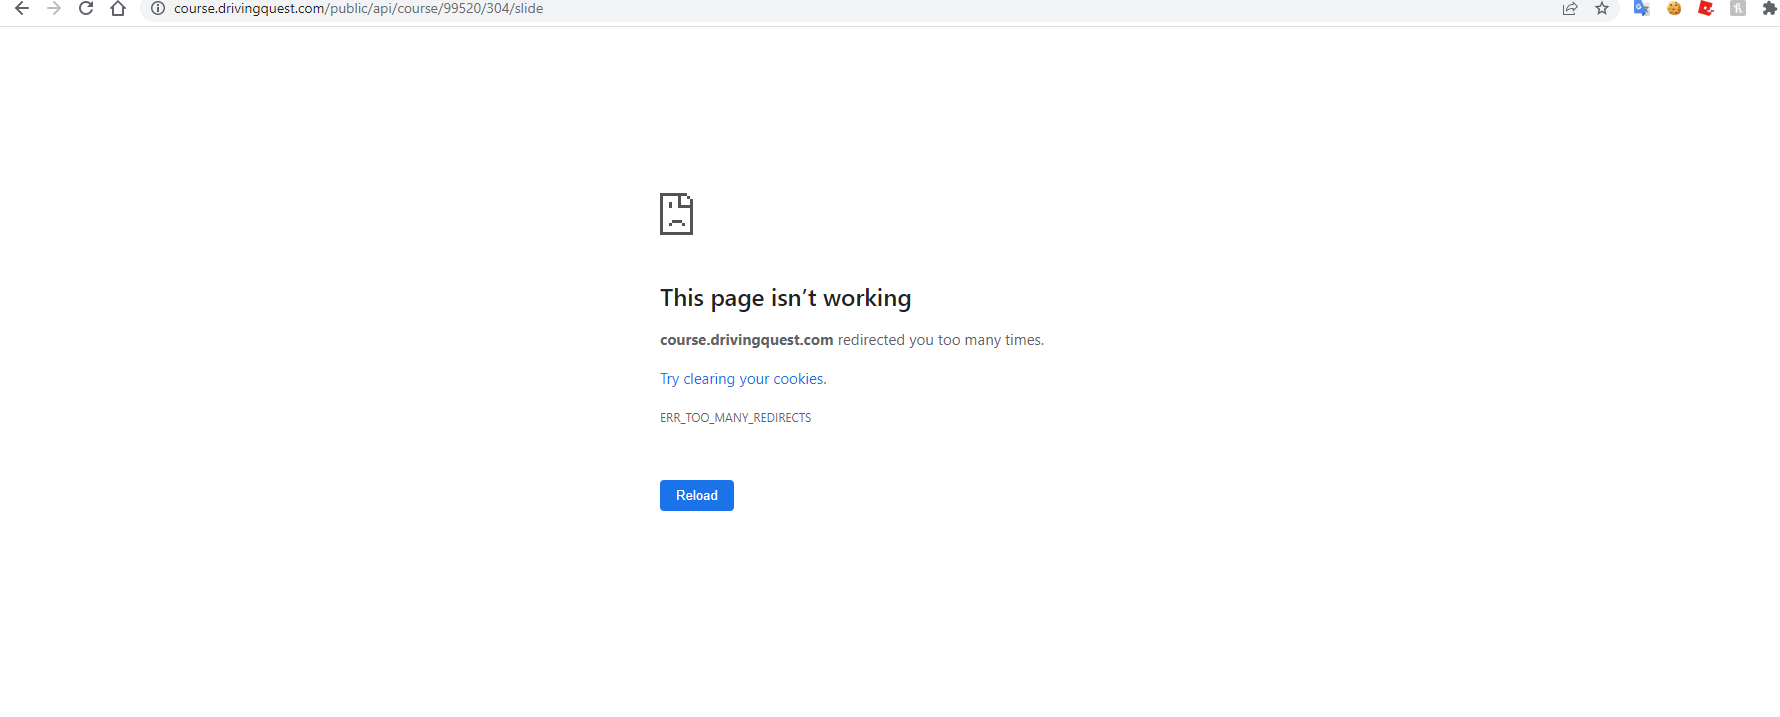 course.drivingquest.com/public/api/course/99520/304/slide
This page isn’t working
course.drivingquest.com redirected you too many times.
Try clearing your cookies.
ERR_TOO_MANY_REDIRECTS
Reload